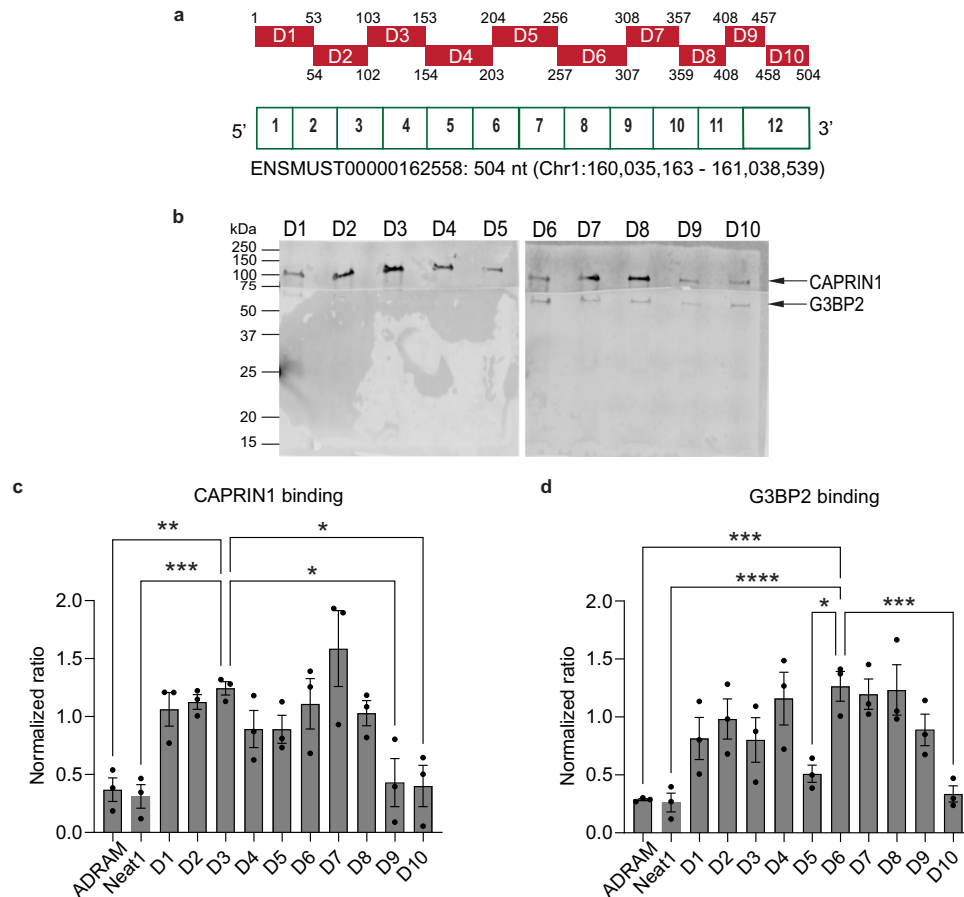 a
1 53 103 153 204 256 308 357 408 457
D1 D3 D5 D7 D9
D2 D4 D6 D8 D10
54 102 154 203 257 307 359 408 458 504
5' 1 2 3 4 5 6 7 8 9 10 11 12 3'
ENSMUST00000162558: 504 nt (Chr1:160,035,163 - 161,038,539)
b
kDa D1 D2 D3 D4 D5 D6 D7 D8 D9 D10
250
150
100
75
50
37
25
20
15
CAPRIN1
G3BP2
c
CAPRIN1 binding
** *
*** *
Normalized ratio
2.0
1.5
1.0
0.5
0.0
ADRAM Neat1 D1 D2 D3 D4 D5 D6 D7 D8 D9 D10
d
G3BP2 binding
***
****
* ***
Normalized ratio
2.0
1.5
1.0
0.5
0.0
ADRAM Neat1 D1 D2 D3 D4 D5 D6 D7 D8 D9 D10